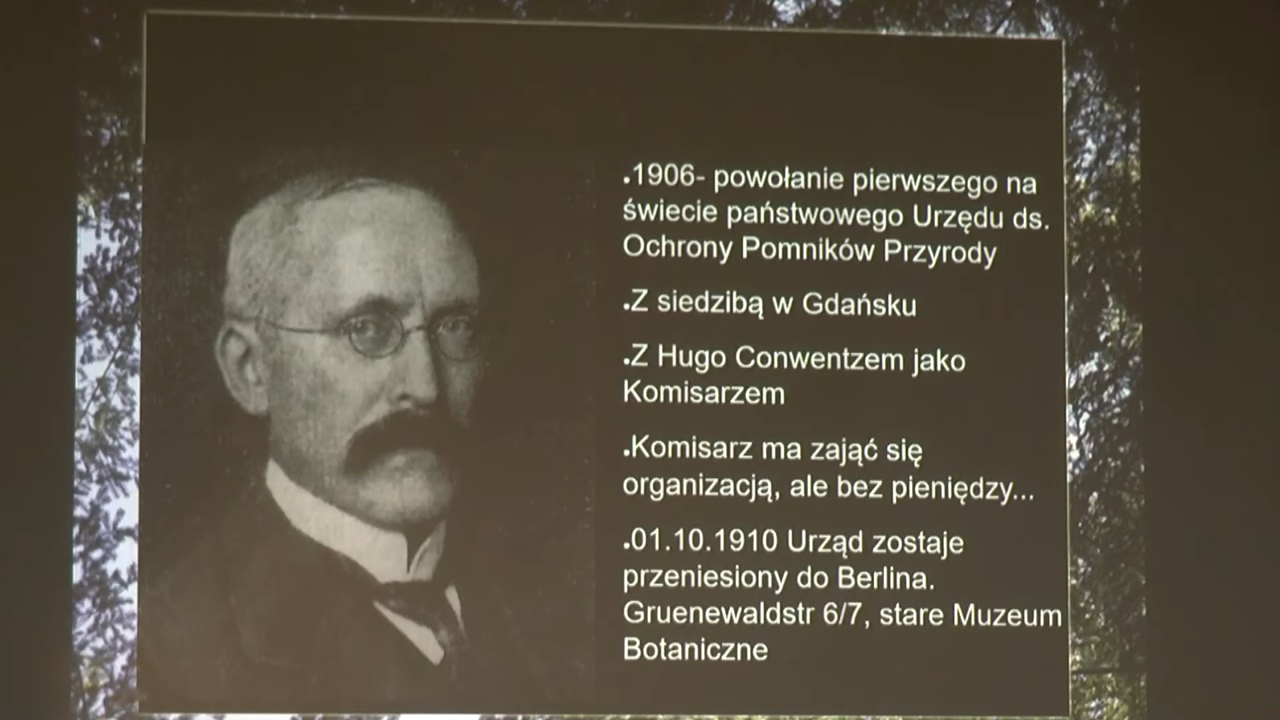 .1906- powołanie pierwszego na
świecie państwowego Urzędu ds.
Ochrony Pomników Przyrody
.Z siedzibą w Gdańsku
.Z Hugo Conwentzem jako
Komisarzem
.Komisarz ma zająć się
organizacją, ale bez pieniędzy...
.01.10.1910 Urząd zostaje
przeniesiony do Berlina.
Gruenewaldstr 6/7, stare Muzeum
Botaniczne